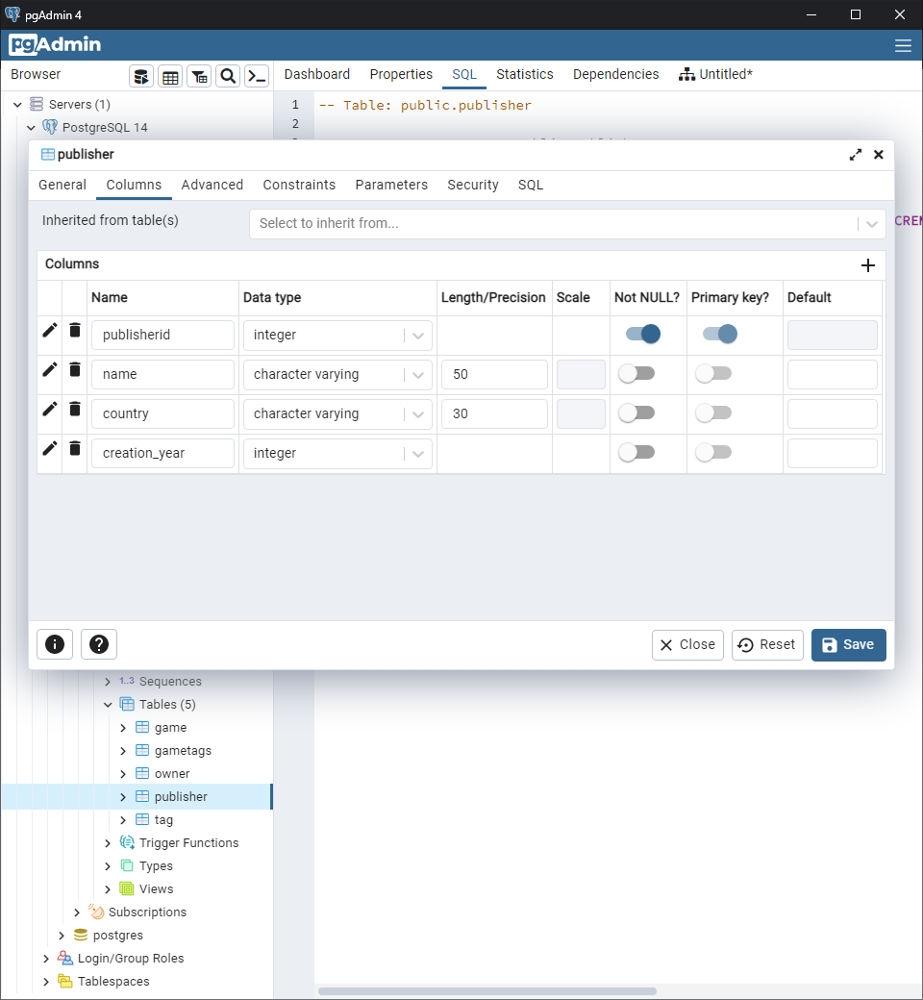 pgAdmin 4
pgAdmin
Browser
Dashboard Properties SQL Statistics Dependencies Untitled*
Servers (1)
PostgreSQL 14
1 -- Table: public.publisher
2
publisher
General Columns Advanced Constraints Parameters Security SQL
Inherited from table(s) Select to inherit from...
CREM
Columns
Name Data type Length/Precision Scale Not NULL? Primary key? Default
publisherid integer
name character varying 50
country character varying 30
creation_year integer
Close Reset Save
1..3 Sequences
Tables (5)
game
gametags
owner
publisher
tag
Trigger Functions
Types
Views
Subscriptions
postgres
Login/Group Roles
Tablespaces